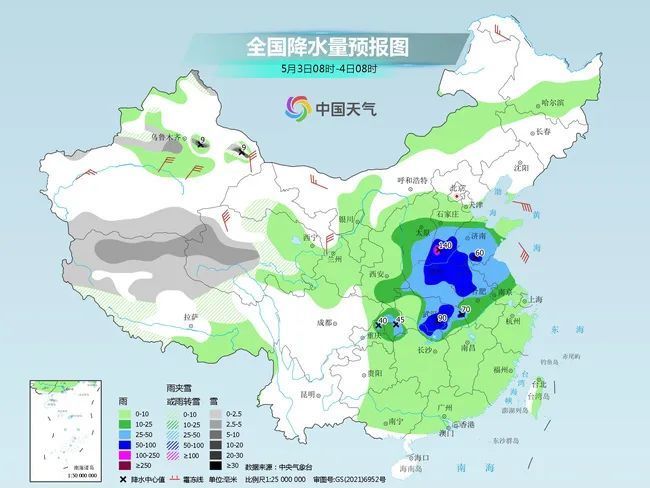 全国降水量预报图
5月3日08时-4日08时
中国天气
哈尔滨
长春
沈阳
乌鲁木齐
9
9
呼和浩特
北京
天津
渤
海
石家庄
银川
太原
济南
黄
海
西宁
兰州
140
60
西安
合肥
南京
上海
拉萨
成都
重庆
40
45
武
90
70
杭州
东 海
长沙
南昌
钓鱼岛
赤尾屿
贵阳
福州
台北
台湾岛
台湾海峡
澎湖列岛
昆明
广州
南宁
香港
澳门
东沙群岛
海口
海南岛
南 海
南海诸岛
1:50 000 000
雨
雨夹雪
或雨转雪
雪
0-10
0-10
0-2.5
10-25
10-25
2.5-5
25-50
25-50
5-10
50-100
50-100
10-20
100-250
≥100
20-30
≥250
≥30
数据来源：中央气象台
降水中心值
霜冻线
单位:毫米
比例尺1:25 000 000
审图号:GS(2021)6952号